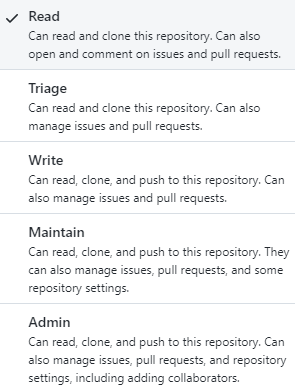 Read
Can read and clone this repository. Can also
open and comment on issues and pull requests.
Triage
Can read and clone this repository. Can also
manage issues and pull requests.
Write
Can read, clone, and push to this repository. Can
also manage issues and pull requests.
Maintain
Can read, clone, and push to this repository. They
can also manage issues, pull requests, and some
repository settings.
Admin
Can read, clone, and push to this repository. Can
also manage issues, pull requests, and repository
settings, including adding collaborators.